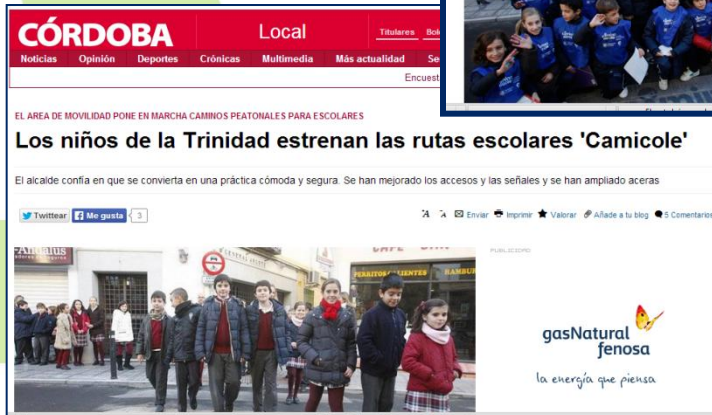 CÓRDOBA
Local
Titulares
Noticias Opinión Deportes Crónicas Multimedia Más actualidad
EL AREA DE MOVILIDAD PONE EN MARCHA CAMINOS PEATONALES PARA ESCOLARES
Los niños de la Trinidad estrenan las rutas escolares 'Camicole'
El alcalde confía en que se convierta en una práctica cómoda y segura. Se han mejorado los accesos y las señales y se han ampliado aceras
Twittear Me gusta 3
A A Enviar Imprimir Valorar Añade a tu blog 5 Comentarios
PUBLICIDAD
PERRITOS CALIENTES
gasNatural
fenosa
la energía que piensa